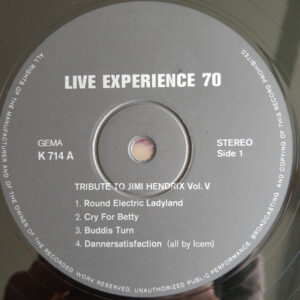 ALL RIGHTS OF THE MANUFACTURER AND OF THE OWNER OF THE RECORDED WORK RESERVED. UNAUTHORIZED PUBLIC PERFORMANCE BROADCASTING AND COPYING OF THIS RECORD PROHIBITED
LIVE EXPERIENCE 70
GEMA
K 714 A
STEREO
Side 1
TRIBUTE TO JIMI HENDRIX Vol. V
1. Round Electric Ladyland
2. Cry For Betty
3. Buddis Turn
4. Dannersatisfaction (all by Icem)